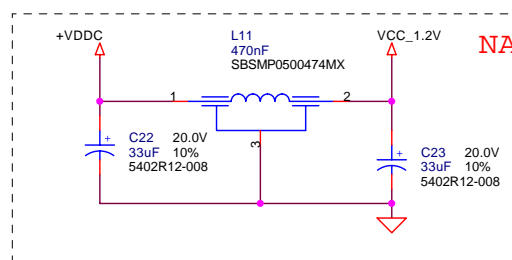 +VDDC
L11
470nF
SBSMP0500474MX
VCC_1.2V
NA
1
2
3
+
C22 20.0V
33uF 10%
5402R12-008
+
C23 20.0V
33uF 10%
5402R12-008